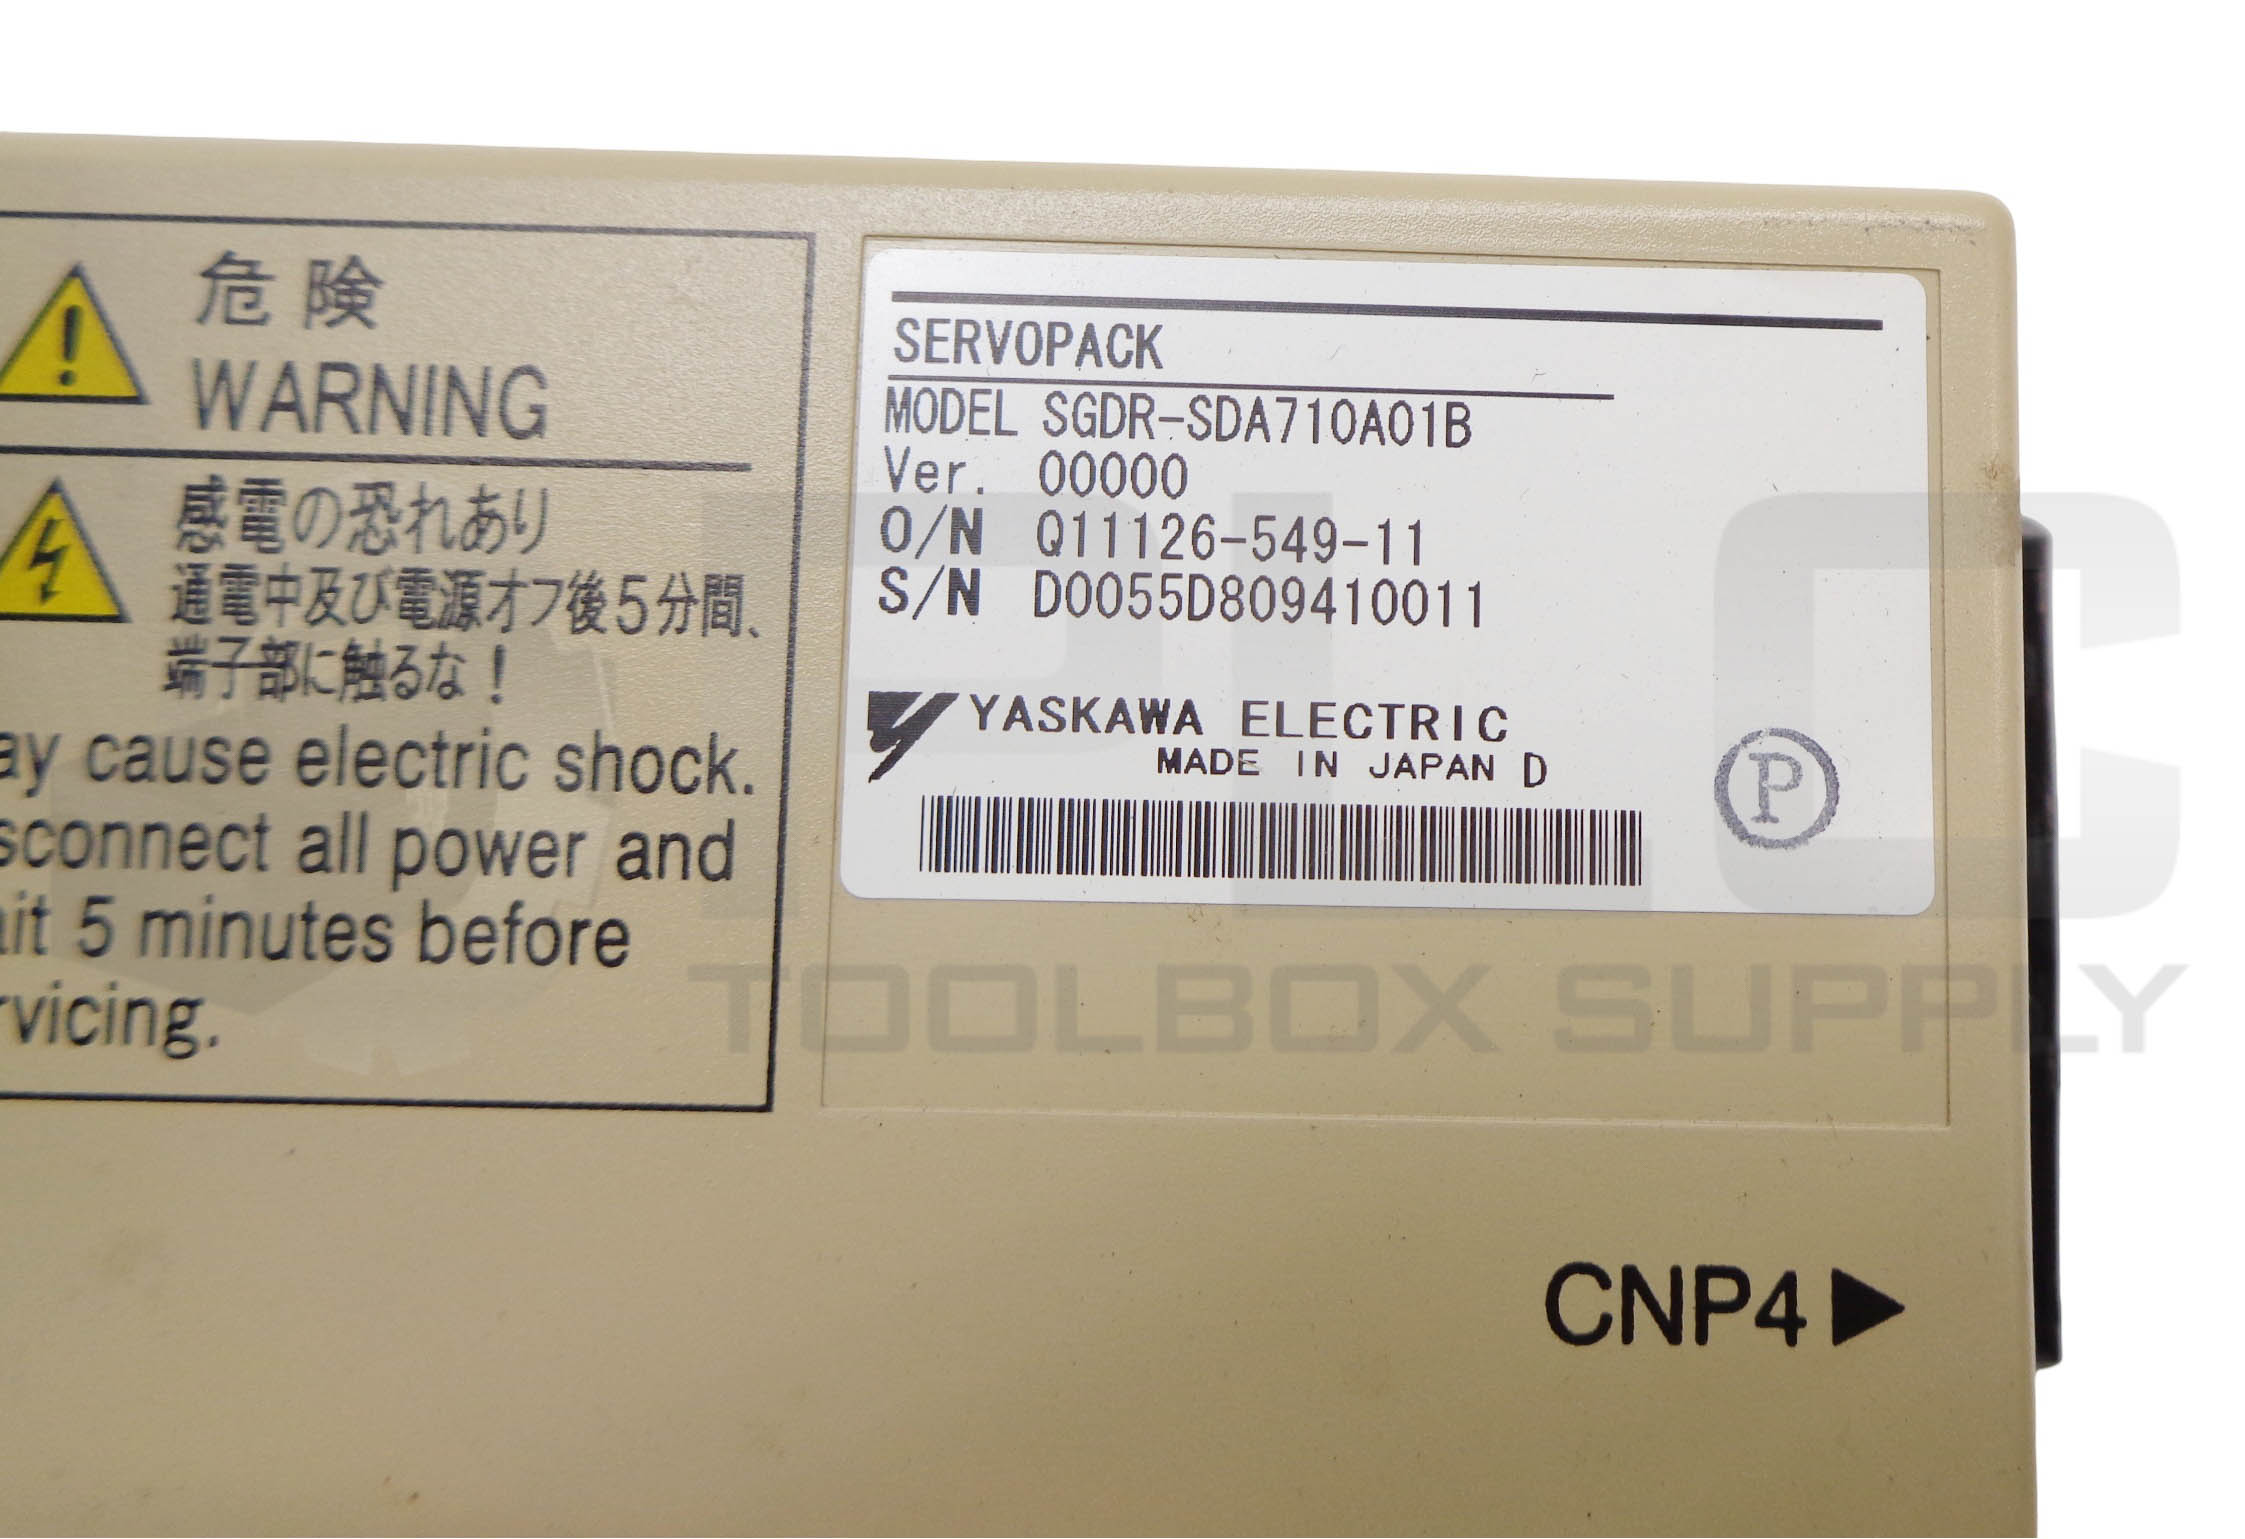 危険
WARNING
感電の恐れあり
通電中及び電源オフ後5分間、
端子部に触るな！
ay cause electric shock.
sconnect all power and
ait 5 minutes before
rvicing.
SERVOPACK
MODEL SGDR-SDA710A01B
Ver. 00000
O/N Q11126-549-11
S/N D0055D809410011
YASKAWA ELECTRIC
MADE IN JAPAN D
P
CNP4
PLC
TOOLBOX SUPPLY